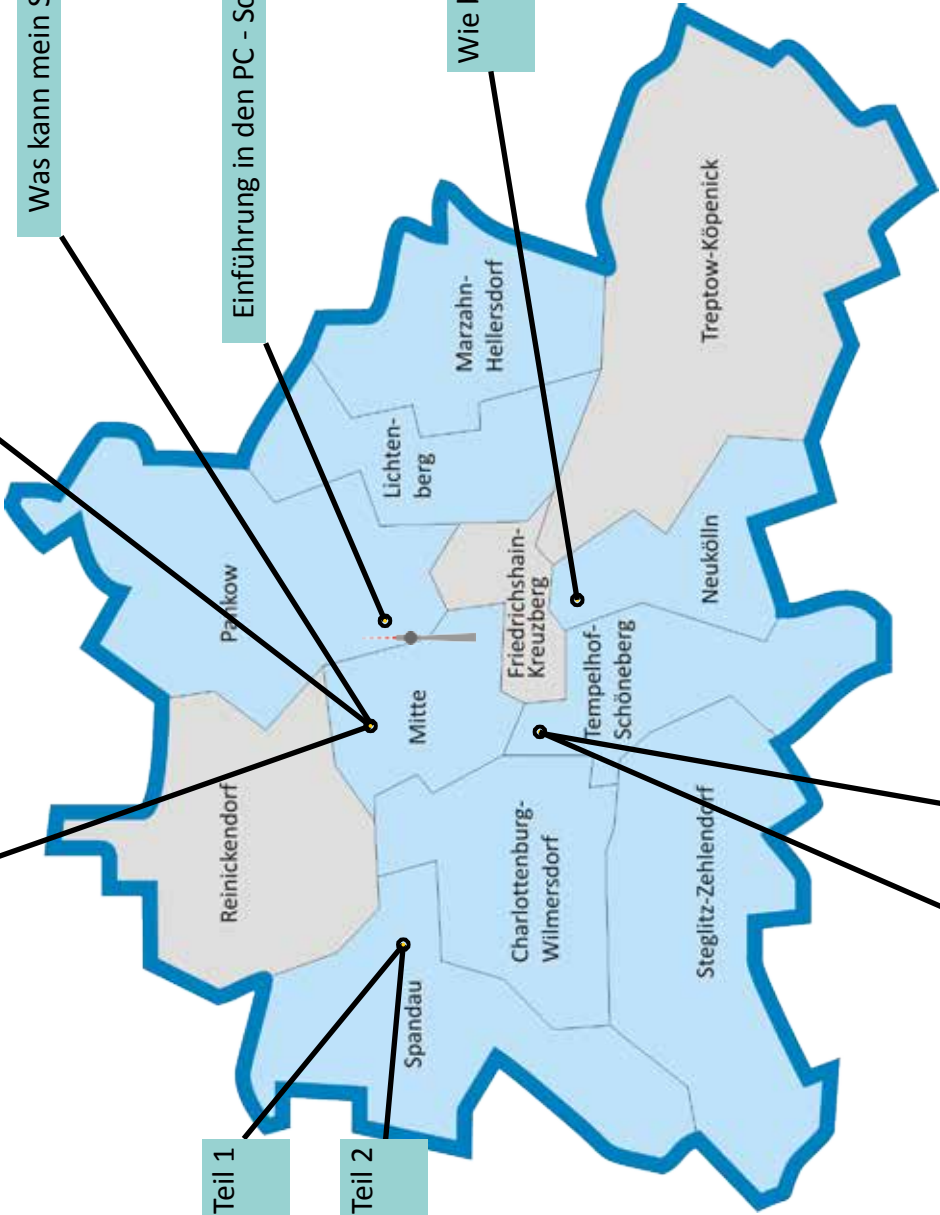 Was kann mein S
Teil 1
Reinickendorf
Pankow
Einführung in den PC -
Teil 2
Spandau
Mitte
Lichten-
berg
Marzahn-
Hellersdorf
Wie
Charlottenburg-
Wilmersdorf
Friedrichshain-
Kreuzberg
Tempelhof-
Schöneberg
Steglitz-Zehlendorf
Neukölln
Treptow-Köpenick